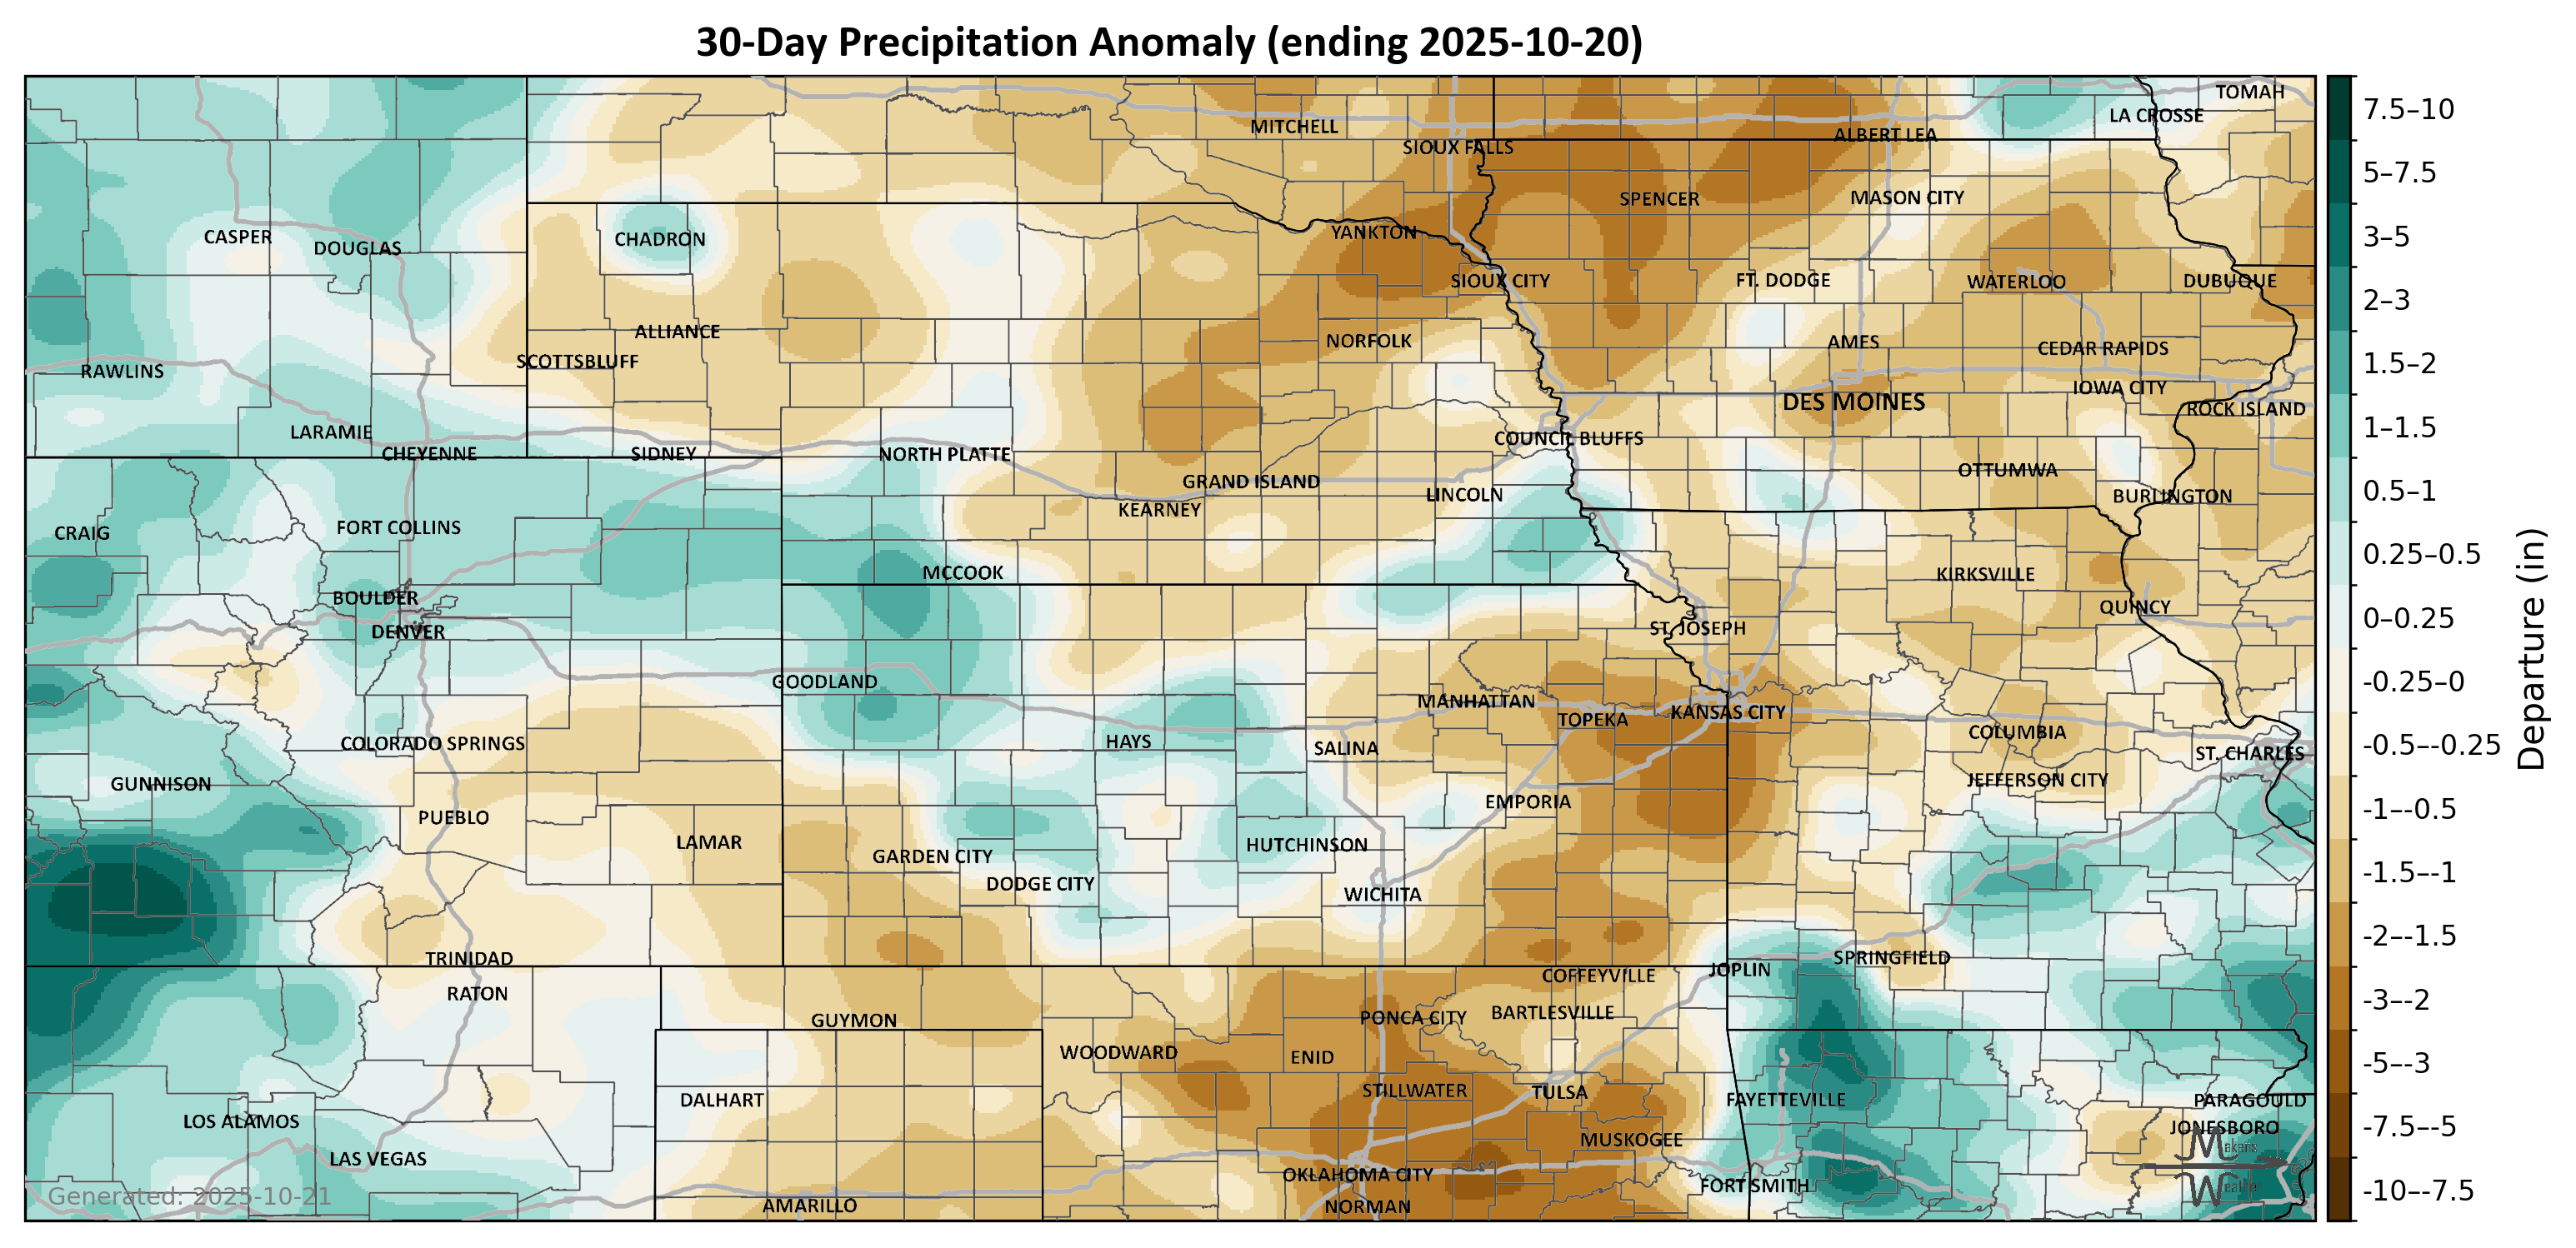 30-Day Precipitation Anomaly (ending 2025-10-20)
TOMAH
LA CROSSE
MITCHELL
ALBERT LEA
SIOUX FALLS
SPENCER
MASON CITY
CASPER
DOUGLAS
CHADRON
YANKTON
SIOUX CITY
FT. DODGE
WATERLOO
DUBUQUE
ALLIANCE
NORFOLK
AMES
CEDAR RAPIDS
SCOTTSBLUFF
RAWLINS
IOWA CITY
DES MOINES
ROCK ISLAND
LARAMIE
COUNCIL BLUFFS
CHEYENNE
SIDNEY
NORTH PLATTE
OTTUMWA
GRAND ISLAND
LINCOLN
BURLINGTON
KEARNEY
CRAIG
FORT COLLINS
MCCOOK
KIRKSVILLE
BOULDER
QUINCY
DENVER
ST. JOSEPH
GOODLAND
MANHATTAN
KANSAS CITY
TOPEKA
COLUMBIA
COLORADO SPRINGS
HAYS
SALINA
ST. CHARLES
GUNNISON
JEFFERSON CITY
EMPORIA
PUEBLO
LAMAR
HUTCHINSON
GARDEN CITY
DODGE CITY
WICHITA
TRINIDAD
SPRINGFIELD
JOPLIN
COFFEYVILLE
RATON
BARTLESVILLE
GUYMON
PONCA CITY
WOODWARD
ENID
STILLWATER
TULSA
DALHART
FAYETTEVILLE
PARAGOULD
LOS ALAMOS
JONESBORO
MUSKOGEE
LAS VEGAS
OKLAHOMA CITY
FORT SMITH
AMARILLO
NORMAN
Generated: 2025-10-21
7.5–10
5–7.5
3–5
2–3
1.5–2
1–1.5
0.5–1
0.25–0.5
0–0.25
-0.25–0
-0.5–-0.25
-1–-0.5
-1.5–-1
-2–-1.5
-3–-2
-5–-3
-7.5–-5
-10–-7.5
Departure (in)